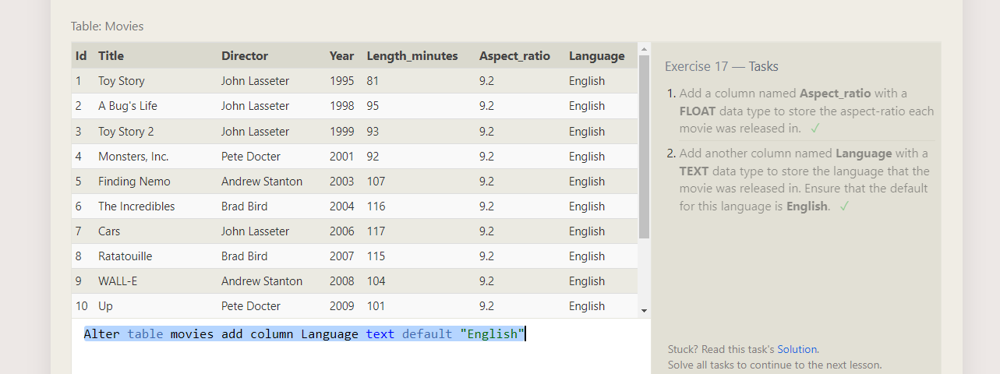 Table: Movies
Id Title Director Year Length_minutes Aspect_ratio Language
1 Toy Story John Lasseter 1995 81 9.2 English
2 A Bug's Life John Lasseter 1998 95 9.2 English
3 Toy Story 2 John Lasseter 1999 93 9.2 English
4 Monsters, Inc. Pete Docter 2001 92 9.2 English
5 Finding Nemo Andrew Stanton 2003 107 9.2 English
6 The Incredibles Brad Bird 2004 116 9.2 English
7 Cars John Lasseter 2006 117 9.2 English
8 Ratatouille Brad Bird 2007 115 9.2 English
9 WALL-E Andrew Stanton 2008 104 9.2 English
10 Up Pete Docter 2009 101 9.2 English
Alter table movies add column Language text default "English"
Exercise 17 — Tasks
1. Add a column named Aspect_ratio with a
FLOAT data type to store the aspect-ratio each
movie was released in. ✓
2. Add another column named Language with a
TEXT data type to store the language that the
movie was released in. Ensure that the default
for this language is English. ✓
Stuck? Read this task's Solution.
Solve all tasks to continue to the next lesson.